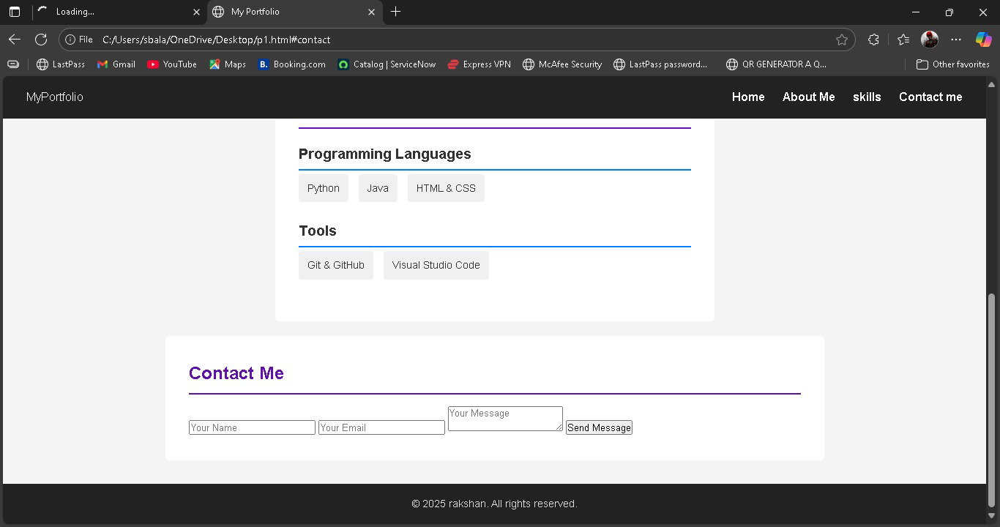 Loading...
My Portfolio
File C:/Users/sbala/OneDrive/Desktop/p1.html#contact
LastPass Gmail YouTube Maps B. Booking.com Catalog | ServiceNow Express VPN McAfee Security LastPass password... QR GENERATOR A Q... Other favorites
MyPortfolio Home About Me skills Contact me
Programming Languages
Python Java HTML & CSS
Tools
Git & GitHub Visual Studio Code
Contact Me
Your Name Your Email Your Message Send Message
© 2025 rakshan. All rights reserved.